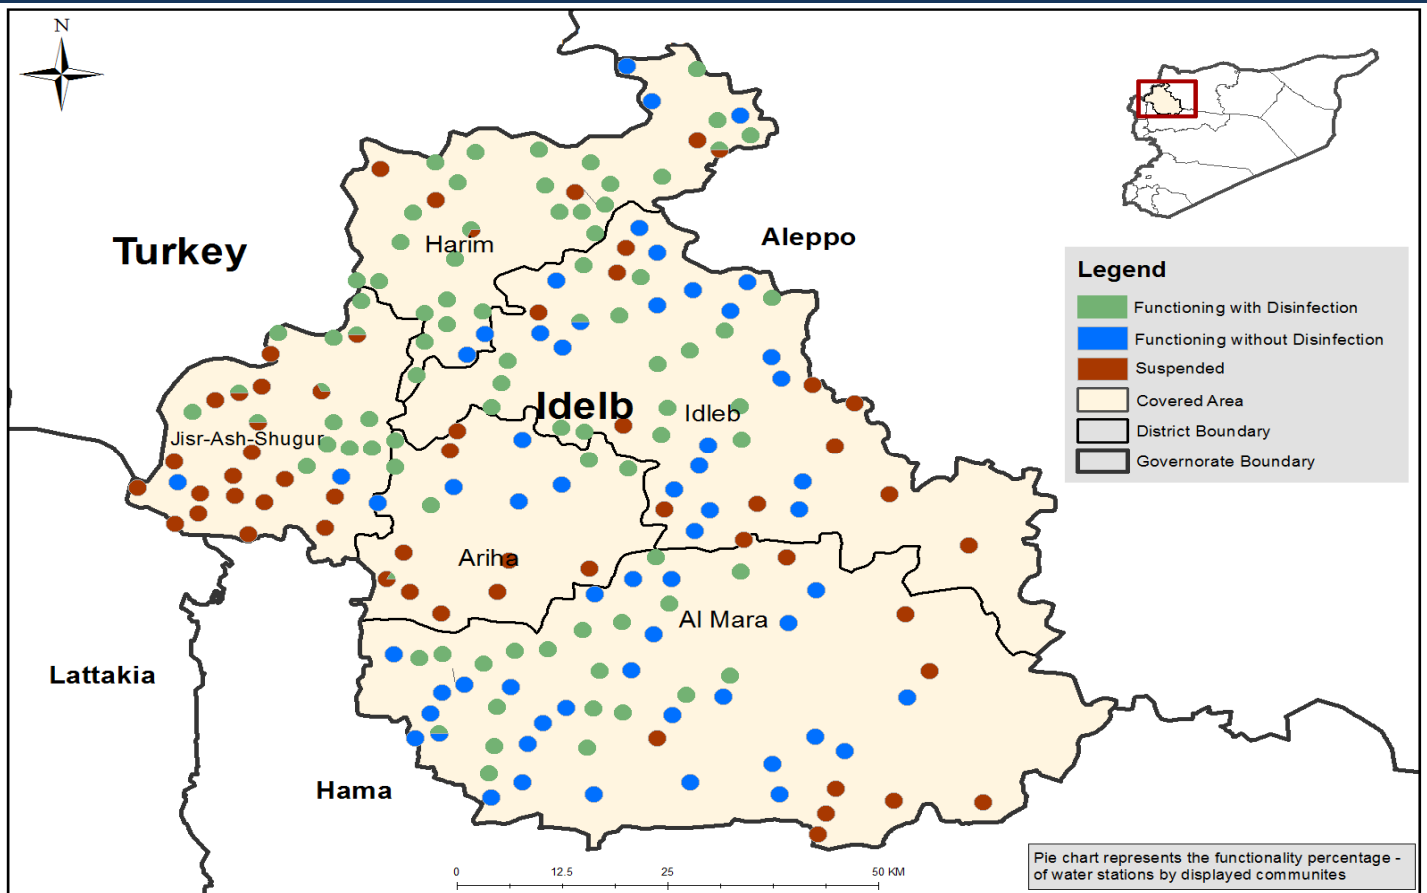 N
Turkey
Harim
Aleppo
Legend
Functioning with Disinfection
Functioning without Disinfection
Suspended
Covered Area
District Boundary
Governorate Boundary
Idelb
Idleb
Jisr-Ash-Shugur
Ariha
Al Mara
Lattakia
Hama
Pie chart represents the functionality percentage -
of water stations by displayed communites
0 12.5 25 50 KM